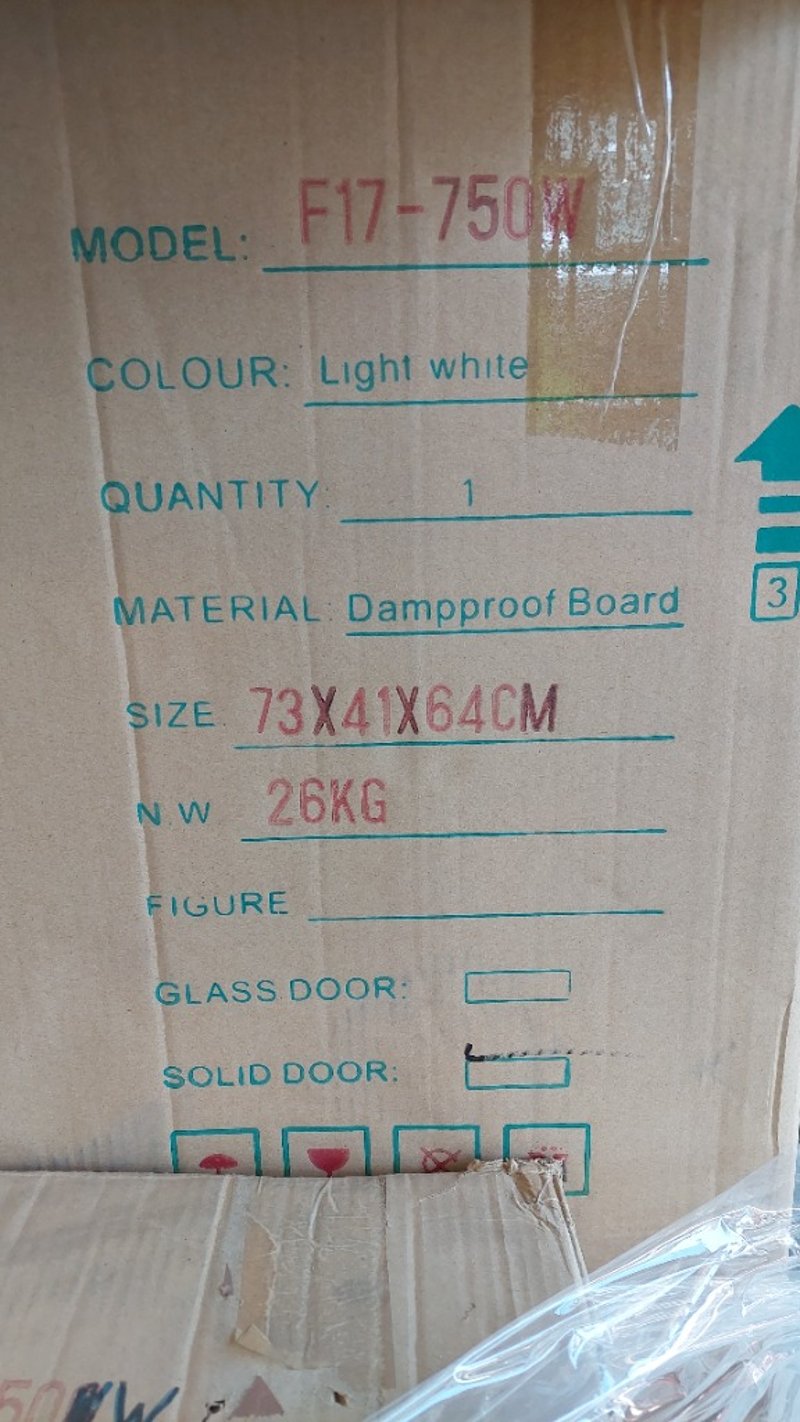 MODEL: F17-750W
COLOUR: Light white
QUANTITY: 1
MATERIAL: Dampproof Board
3
SIZE: 73X41X64CM
N.W 26KG
FIGURE
GLASS DOOR:
SOLID DOOR:
50 W